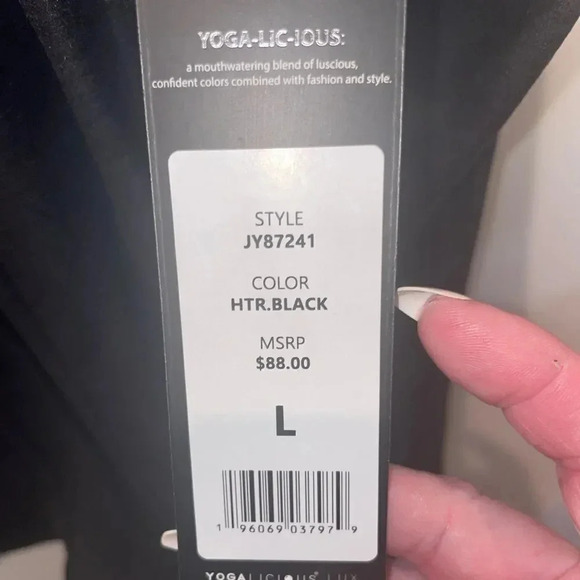 YOGA-LIC-IOUS:
a mouthwatering blend of luscious,
confident colors combined with fashion and style.
STYLE
JY87241
COLOR
HTR.BLACK
MSRP
$88.00
L
1 96069 03797 9
YOGALICIOUS® LUX